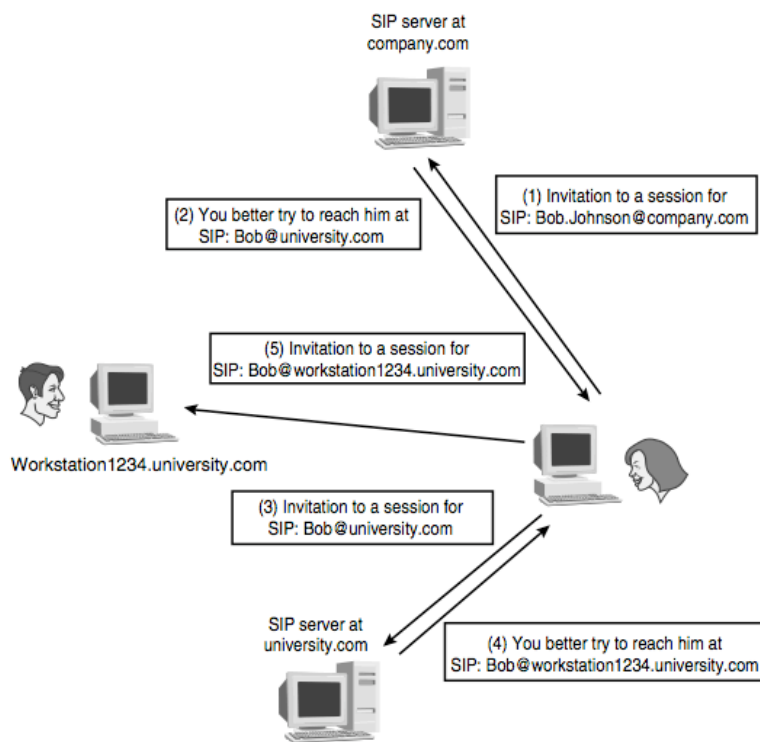 SIP server at
company.com
(1) Invitation to a session for
SIP: Bob.Johnson@company.com
(2) You better try to reach him at
SIP: Bob@university.com
(5) Invitation to a session for
SIP: Bob@workstation1234.university.com
Workstation1234.university.com
(3) Invitation to a session for
SIP: Bob@university.com
SIP server at
university.com
(4) You better try to reach him at
SIP: Bob@workstation1234.university.com